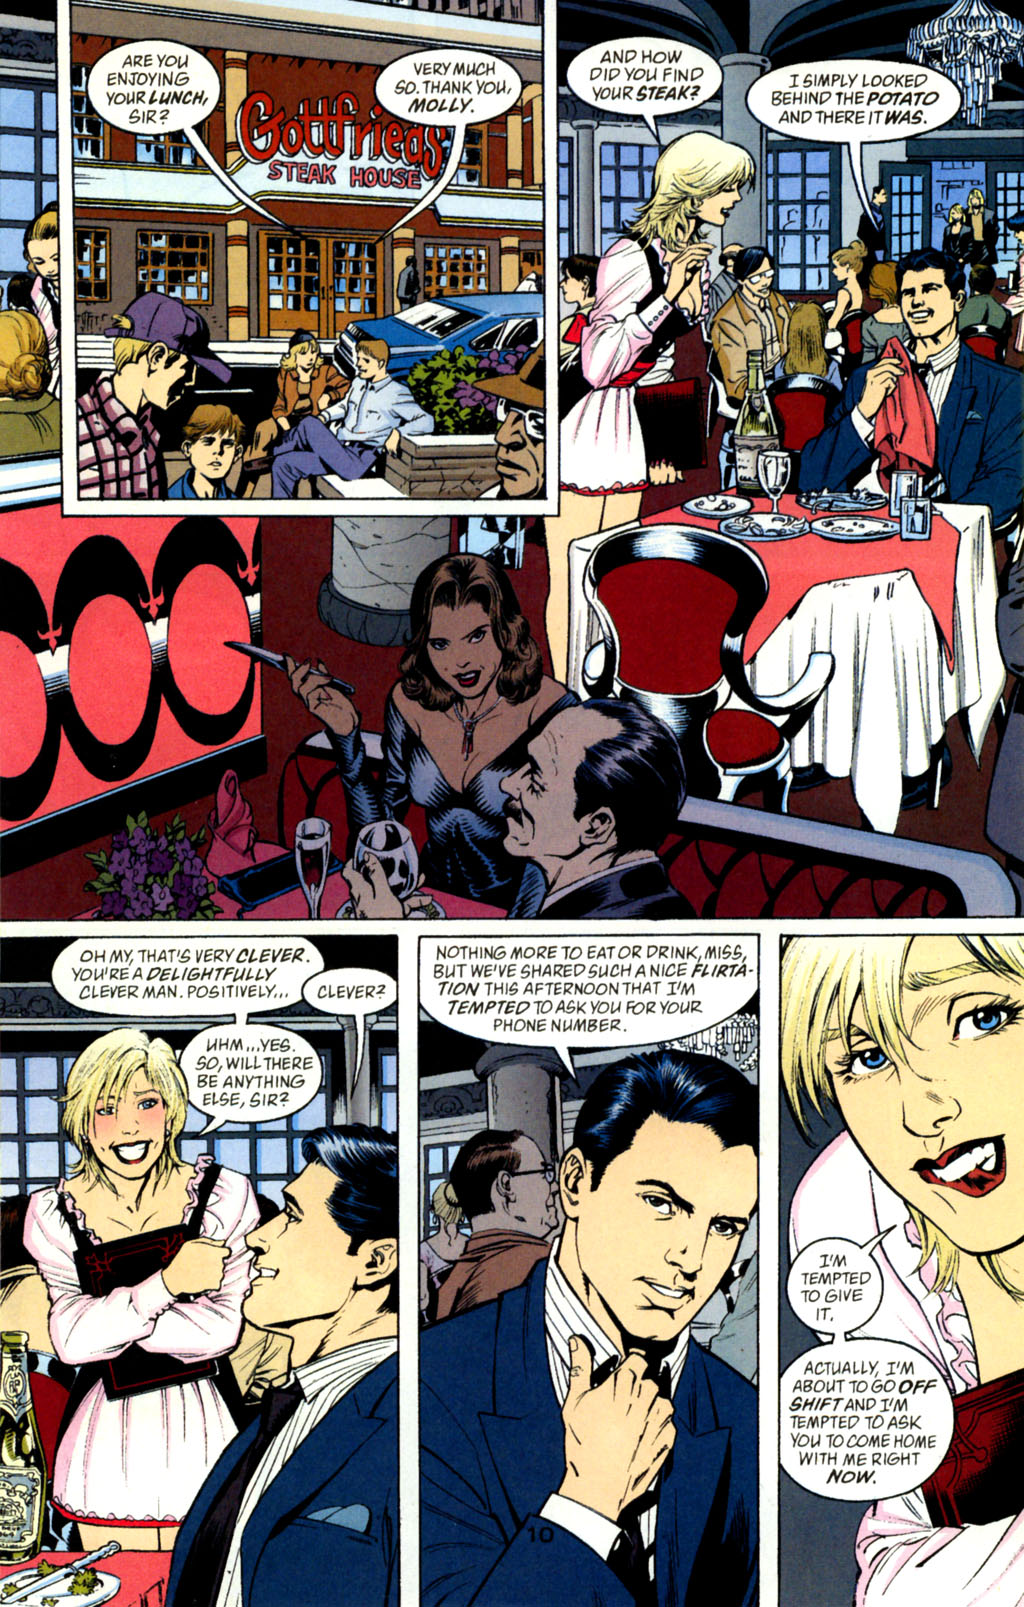 ARE YOU
ENJOYING
YOUR LUNCH,
SIR?
VERY MUCH
SO. THANK YOU,
MOLLY.
Gottfried's
STEAK HOUSE
AND HOW
DID YOU FIND
YOUR STEAK?
I SIMPLY LOOKED
BEHIND THE POTATO
AND THERE IT WAS.
OH MY, THAT'S VERY CLEVER.
YOU'RE A DELIGHTFULLY
CLEVER MAN. POSITIVELY...
CLEVER?
UHM...YES.
SO, WILL THERE
BE ANYTHING
ELSE, SIR?
NOTHING MORE TO EAT OR DRINK, MISS,
BUT WE'VE SHARED SUCH A NICE FLIRTA-
TION THIS AFTERNOON THAT I'M
TEMPTED TO ASK YOU FOR YOUR
PHONE NUMBER.
I'M
TEMPTED
TO GIVE
IT.
ACTUALLY, I'M
ABOUT TO GO OFF
SHIFT AND I'M
TEMPTED TO ASK
YOU TO COME HOME
WITH ME RIGHT
NOW.
10